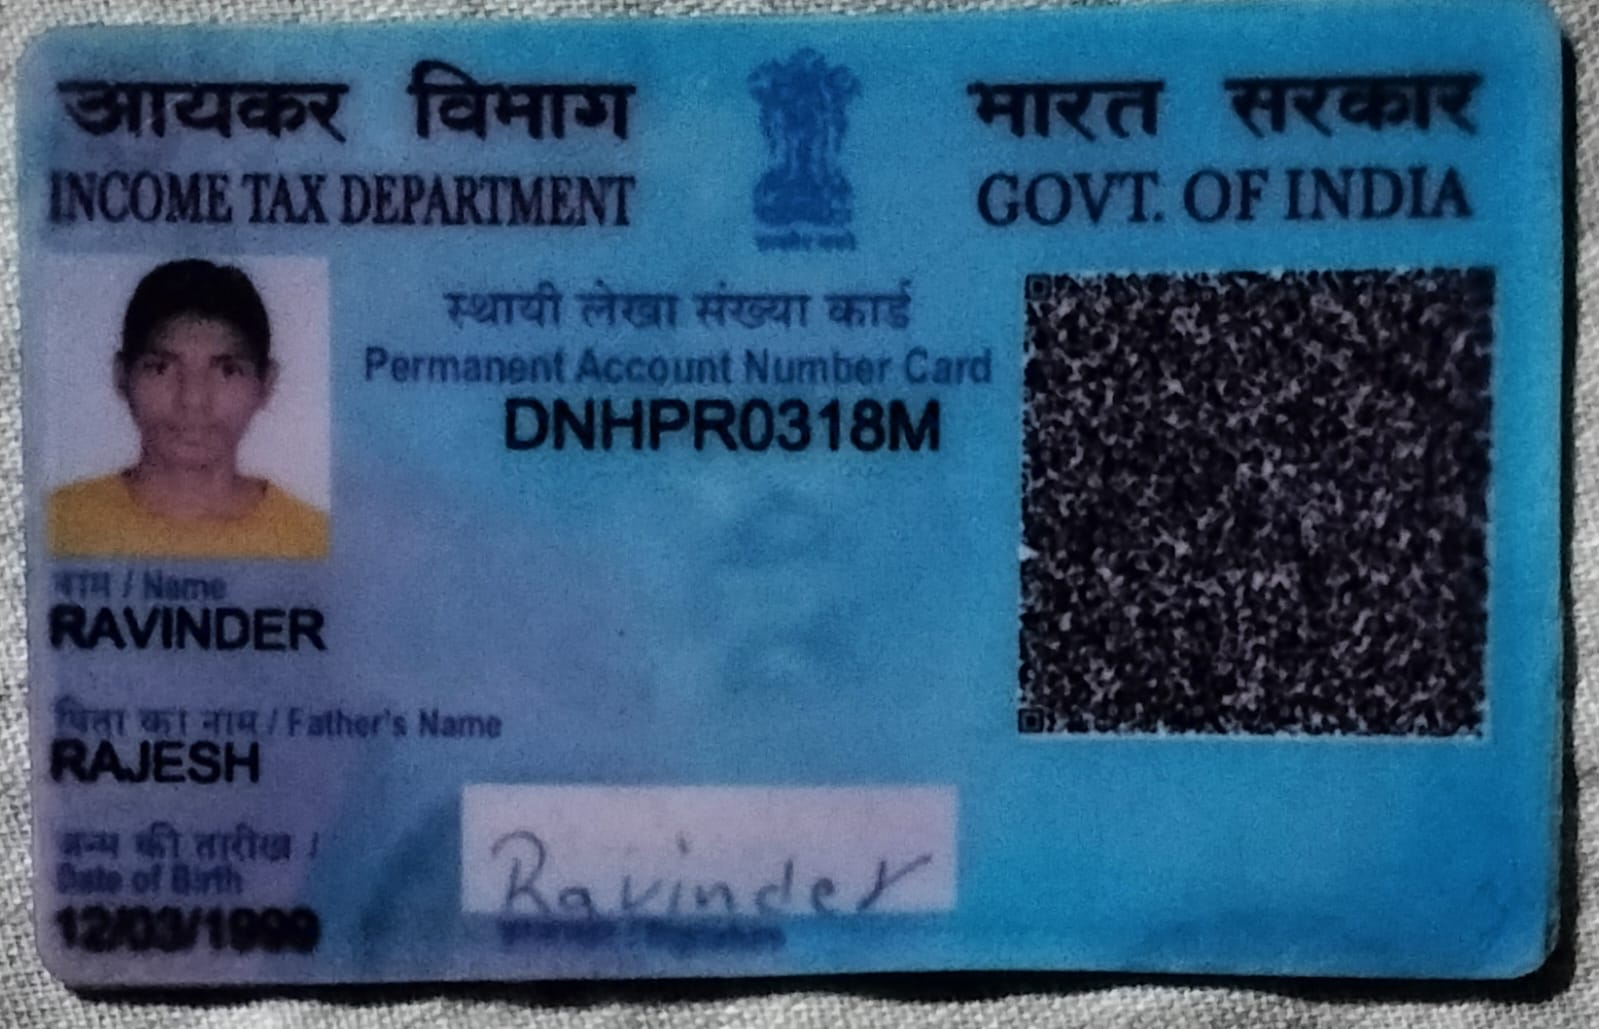 आयकर विभाग
INCOME TAX DEPARTMENT
भारत सरकार
GOVT. OF INDIA
स्थायी लेखा संख्या कार्ड
Permanent Account Number Card
DNHPR0318M
नाम / Name
RAVINDER
पिता का नाम / Father's Name
RAJESH
जन्म की तारीख /
Date of Birth
12/03/1999
Ravinder